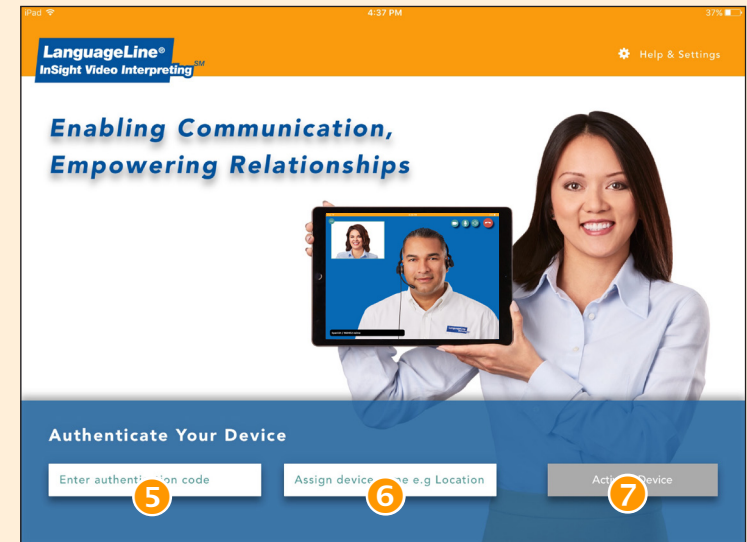 iPad
4:37 PM
37%
LanguageLine®
InSight Video Interpreting SM
Help & Settings
Enabling Communication,
Empowering Relationships
Authenticate Your Device
Enter code
5
Assign device e.g Location
6
Device
7